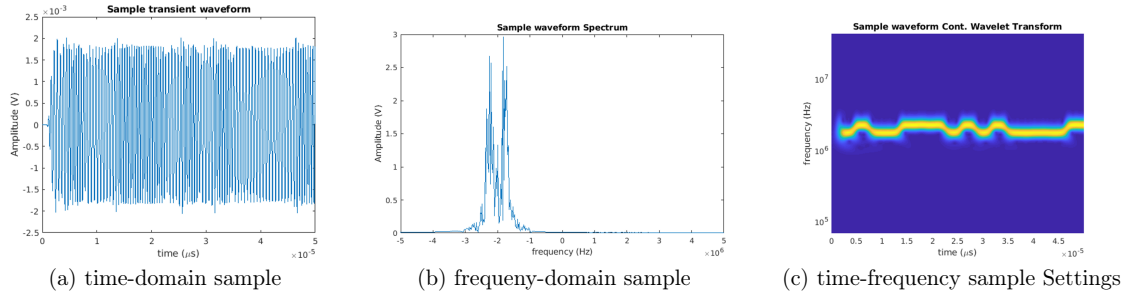 Sample transient waveform
2.5
×10⁻³
2
1.5
1
0.5
0
-0.5
-1
-1.5
-2
-2.5
Amplitude (V)
0 1 2 3 4 5
time (μs)
×10⁻⁵
(a) time-domain sample
Sample waveform Spectrum
3
2.5
2
1.5
1
0.5
0
Amplitude (V)
-5 -4 -3 -2 -1 0 1 2 3 4 5
frequency (Hz)
×10⁶
(b) frequeny-domain sample
Sample waveform Cont. Wavelet Transform
10⁷
10⁶
10⁵
frequency (Hz)
0 0.5 1 1.5 2 2.5 3 3.5 4 4.5 5
time (μs)
×10⁻⁵
(c) time-frequency sample Settings